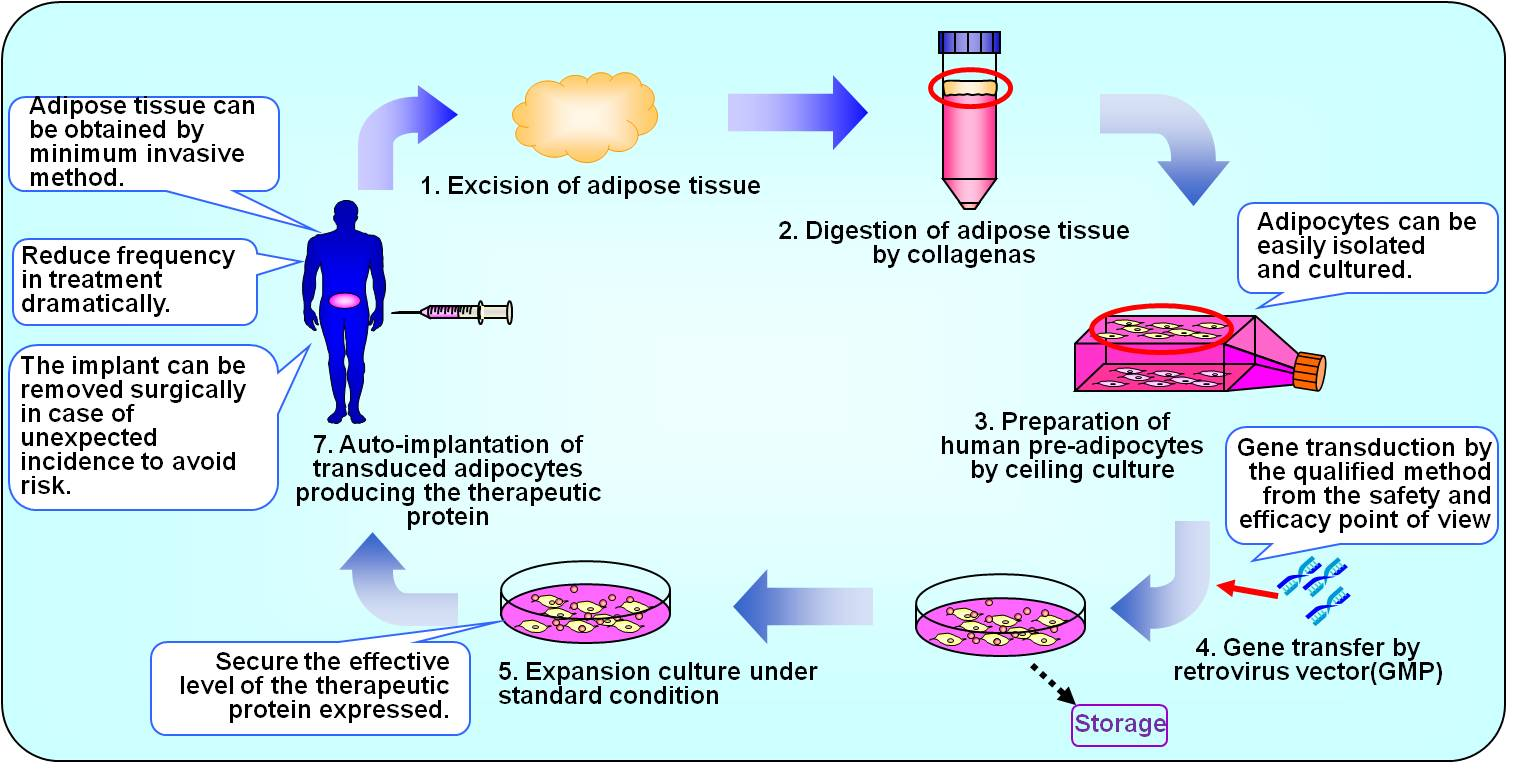 Adipose tissue can
be obtained by
minimum invasive
method.
1. Excision of adipose tissue
2. Digestion of adipose tissue
by collagenas
Adipocytes can be
easily isolated
and cultured.
Reduce frequency
in treatment
dramatically.
The implant can be
removed surgically
in case of
unexpected
incidence to avoid
risk.
3. Preparation of
human pre-adipocytes
by ceiling culture
Gene transduction by
the qualified method
from the safety and
efficacy point of view
7. Auto-implantation of
transduced adipocytes
producing the therapeutic
protein
4. Gene transfer by
retrovirus vector(GMP)
5. Expansion culture under
standard condition
Secure the effective
level of the therapeutic
protein expressed.
Storage